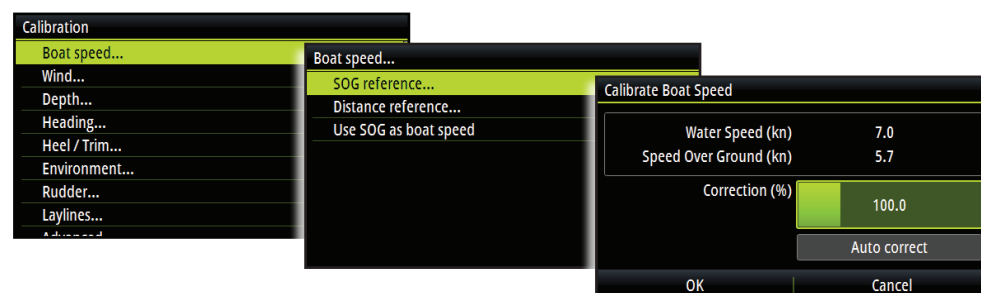 Calibration
Boat speed...
Wind...
Depth...
Heading...
Heel / Trim...
Environment...
Rudder...
Laylines...
Advanced
Boat speed...
SOG reference...
Distance reference...
Use SOG as boat speed
Calibrate Boat Speed
Water Speed (kn) 7.0
Speed Over Ground (kn) 5.7
Correction (%) 100.0
Auto correct
OK Cancel